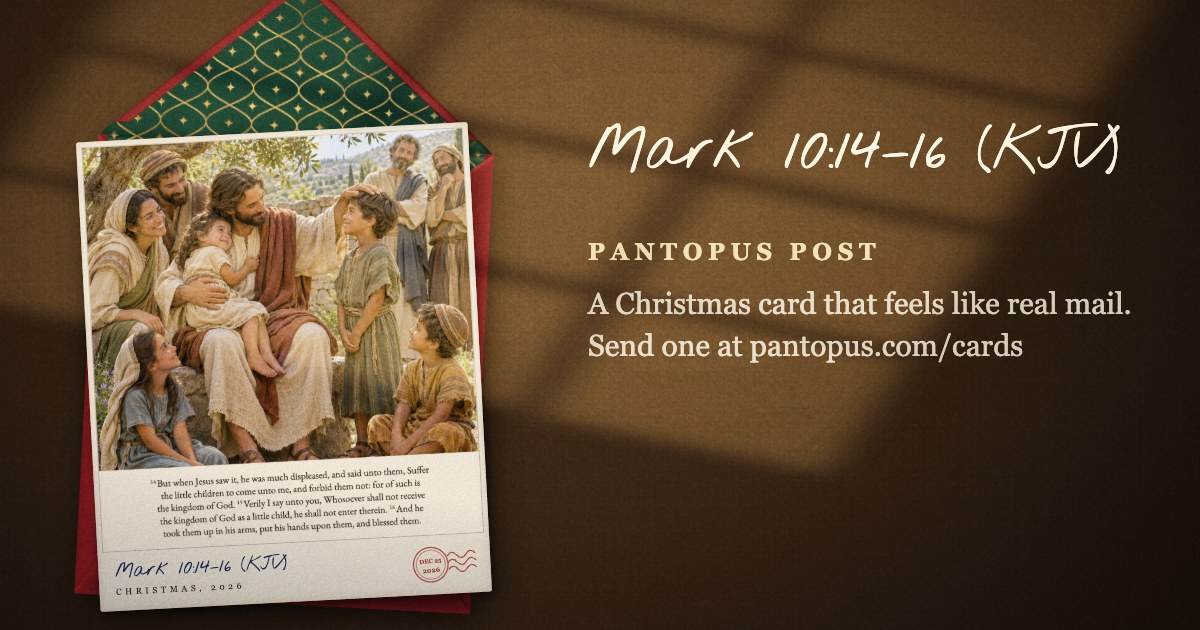 ¹⁴But when Jesus saw it, he was much displeased, and said unto them, Suffer
the little children to come unto me, and forbid them not: for of such is
the kingdom of God. ¹⁵Verily I say unto you, Whosoever shall not receive
the kingdom of God as a little child, he shall not enter therein. ¹⁶And he
took them up in his arms, put his hands upon them, and blessed them.
Mark 10:14-16 (KJV)
CHRISTMAS, 2026
DEC 25
2026
Mark 10:14-16 (KJV)
PANTOPUS POST
A Christmas card that feels like real mail.
Send one at pantopus.com/cards